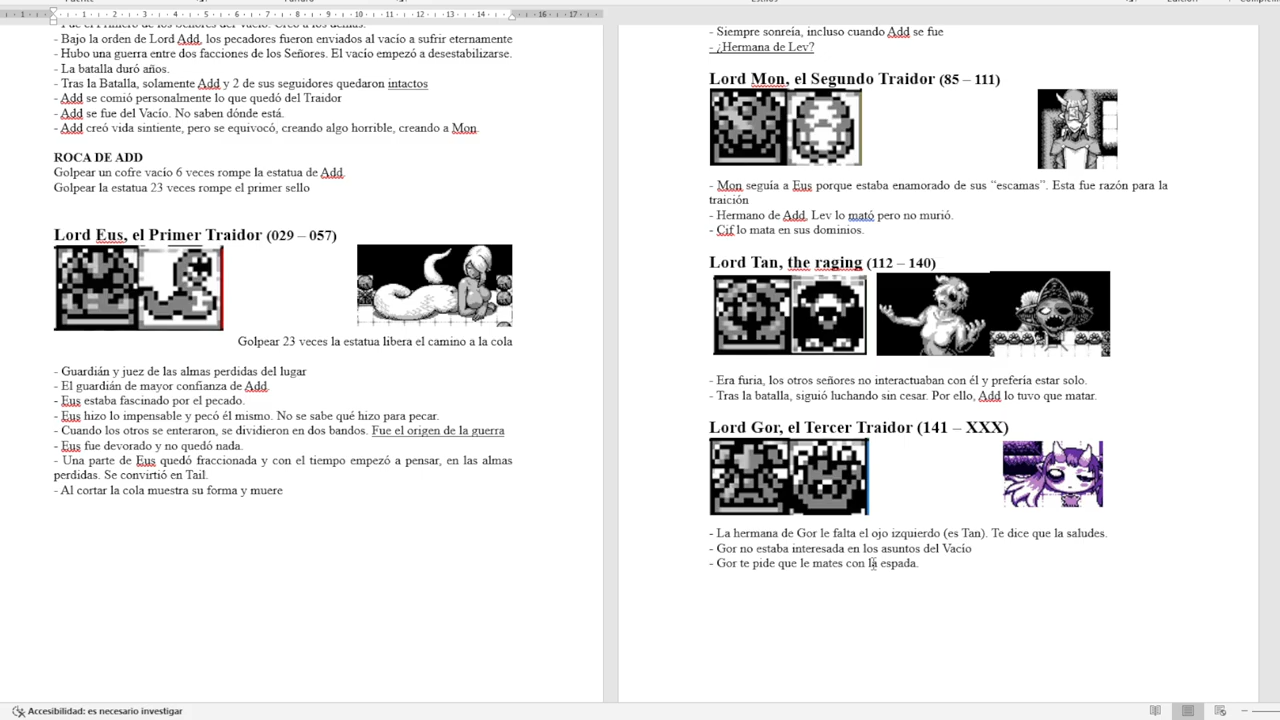 - Bajo la orden de Lord Add, los pecadores fueron enviados al vacío a sufrir eternamente
- Hubo una guerra entre dos facciones de los Señores. El vacío empezó a desestabilizarse.
- La batalla duró años.
- Tras la Batalla, solamente Add y 2 de sus seguidores quedaron intactos
- Add se comió personalmente lo que quedó del Traidor
- Add se fue del Vacío. No saben dónde está.
- Add creó vida sintiente, pero se equivocó, creando algo horrible, creando a Mon.
ROCA DE ADD
Golpear un cofre vacío 6 veces rompe la estatua de Add.
Golpear la estatua 23 veces rompe el primer sello
Lord Eus, el Primer Traidor (029 – 057)
Golpear 23 veces la estatua libera el camino a la cola
- Guardián y juez de las almas perdidas del lugar
- El guardián de mayor confianza de Add.
- Eus estaba fascinado por el pecado.
- Eus hizo lo impensable y pecó él mismo. No se sabe qué hizo para pecar.
- Cuando los otros se enteraron, se dividieron en dos bandos. Fue el origen de la guerra
- Eus fue devorado y no quedó nada.
- Una parte de Eus quedó fraccionada y con el tiempo empezó a pensar, en las almas
perdidas. Se convirtió en Tail.
- Al cortar la cola muestra su forma y muere
- Siempre sonreía, incluso cuando Add se fue
- ¿Hermana de Lev?
Lord Mon, el Segundo Traidor (85 – 111)
- Mon seguía a Eus porque estaba enamorado de sus “escamas”. Esta fue razón para la
traición
- Hermano de Add, Lev lo mató pero no murió.
- Cif lo mata en sus dominios.
Lord Tan, the raging (112 – 140)
- Era furia, los otros señores no interactuaban con él y prefería estar solo.
- Tras la batalla, siguió luchando sin cesar. Por ello, Add lo tuvo que matar.
Lord Gor, el Tercer Traidor (141 – XXX)
- La hermana de Gor le falta el ojo izquierdo (es Tan). Te dice que la saludes.
- Gor no estaba interesada en los asuntos del Vacío
- Gor te pide que le mates con la espada.
Accesibilidad: es necesario investigar